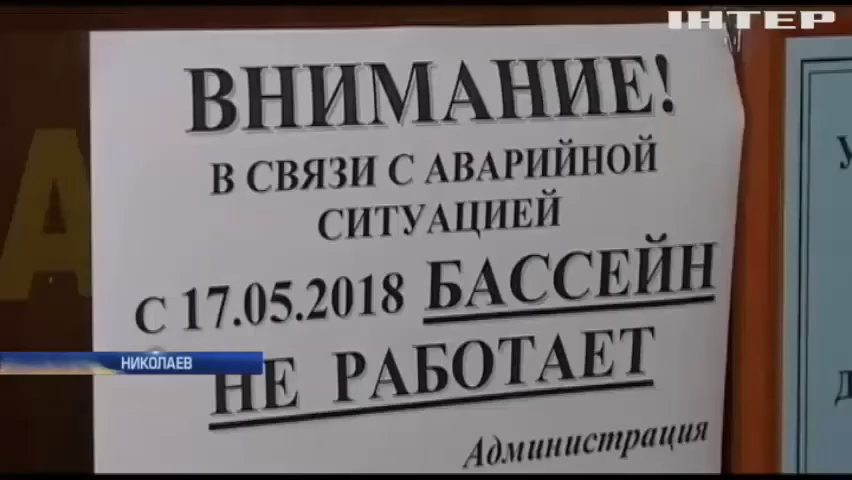 ІНТЕР
ВНИМАНИЕ!
В СВЯЗИ С АВАРИЙНОЙ
СИТУАЦИЕЙ
С 17.05.2018 БАССЕЙН
НЕ РАБОТАЕТ
Администрация
НИКОЛАЕВ